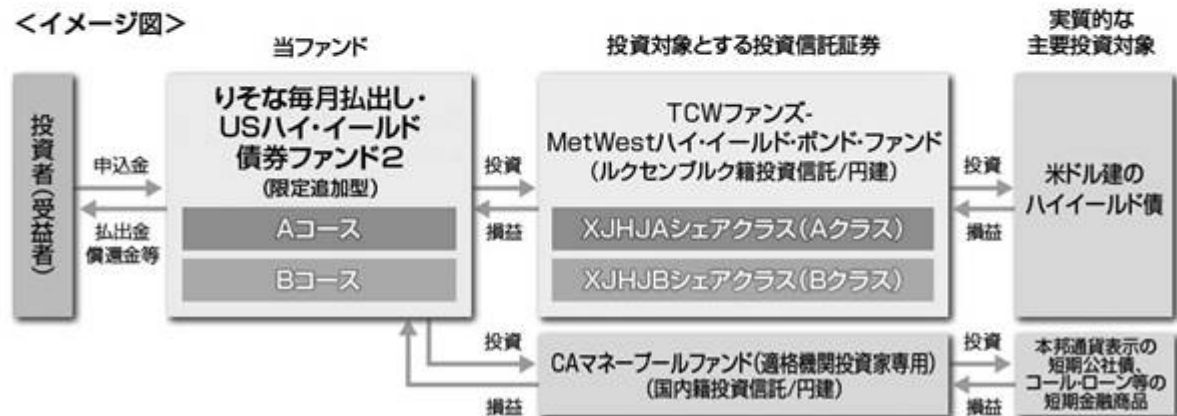 <イメージ図>
当ファンド
投資対象とする投資信託証券
実質的な
主要投資対象
投資者(受益者)
申込金
払出金
償還金等
りそな毎月払出し・
USハイ・イールド
債券ファンド2
(限定追加型)
Aコース
Bコース
投資
損益
TCWファンズ-
MetWestハイ・イールド・ボンド・ファンド
(ルクセンブルク籍投資信託/円建)
XJHJAシェアクラス(Aクラス)
XJHJBシェアクラス(Bクラス)
投資
損益
米ドル建の
ハイイールド債
投資
損益
CAマネープールファンド(適格機関投資家専用)
(国内籍投資信託/円建)
投資
損益
本邦通貨表示の
短期公社債、
コール・ローン等の
短期金融商品